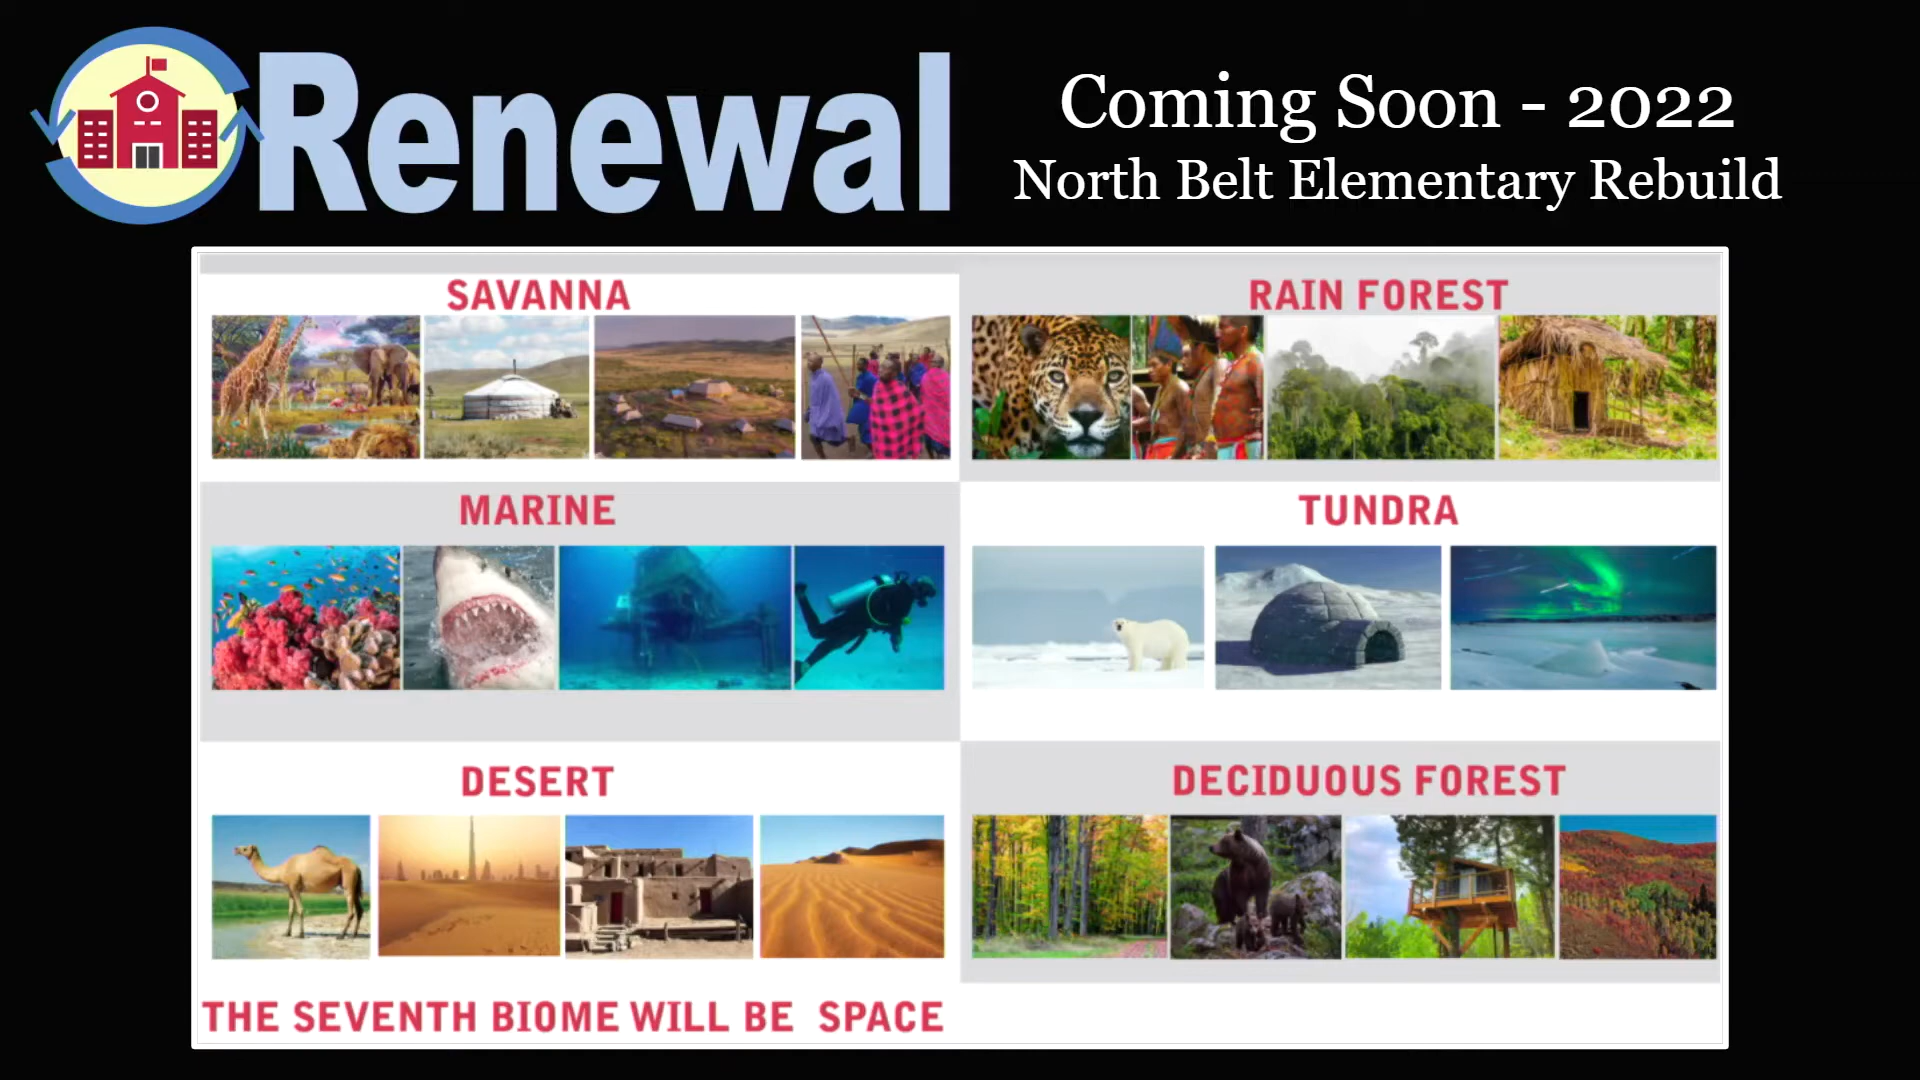 Renewal
Coming Soon - 2022
North Belt Elementary Rebuild
SAVANNA
RAIN FOREST
MARINE
TUNDRA
DESERT
DECIDUOUS FOREST
THE SEVENTH BIOME WILL BE SPACE